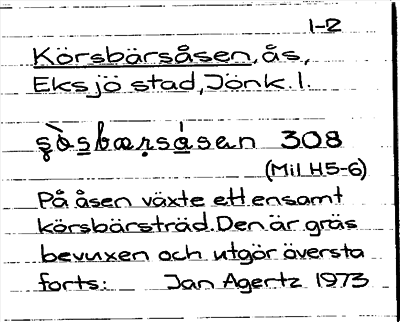 1-2
Körsbärsåsen, ås,
Eksjö stad, Jönk. l.
308
(Mil H5-6)
På åsen växte ett ensamt
körsbärsträd. Den är gräs
bevuxen och utgör översta
forts: Jan Agertz 1973